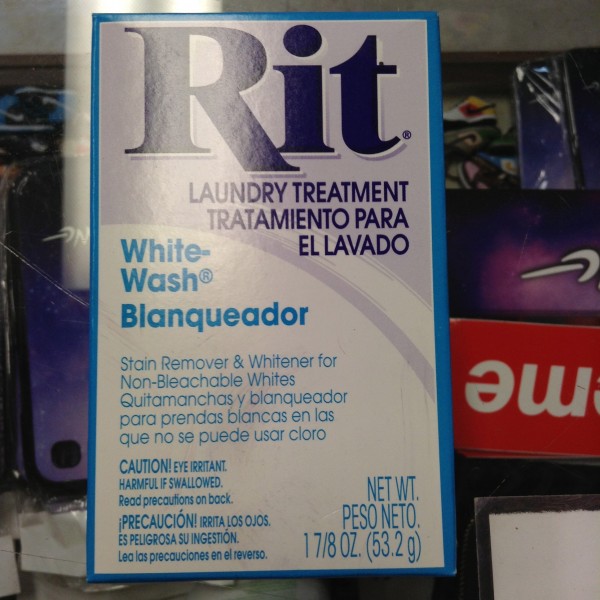 Rit®
LAUNDRY TREATMENT
TRATAMIENTO PARA
EL LAVADO
White-
Wash®
Blanqueador
Stain Remover & Whitener for
Non-Bleachable Whites
Quitamanchas y blanqueador
para prendas blancas en las
que no se puede usar cloro
CAUTION! EYE IRRITANT.
HARMFUL IF SWALLOWED.
Read precautions on back.
¡PRECAUCIÓN! IRRITA LOS OJOS.
ES PELIGROSA SU INGESTIÓN.
Lea las precauciones en el reverso.
NET WT.
PESO NETO.
1 7/8 OZ. (53.2 g)
eme